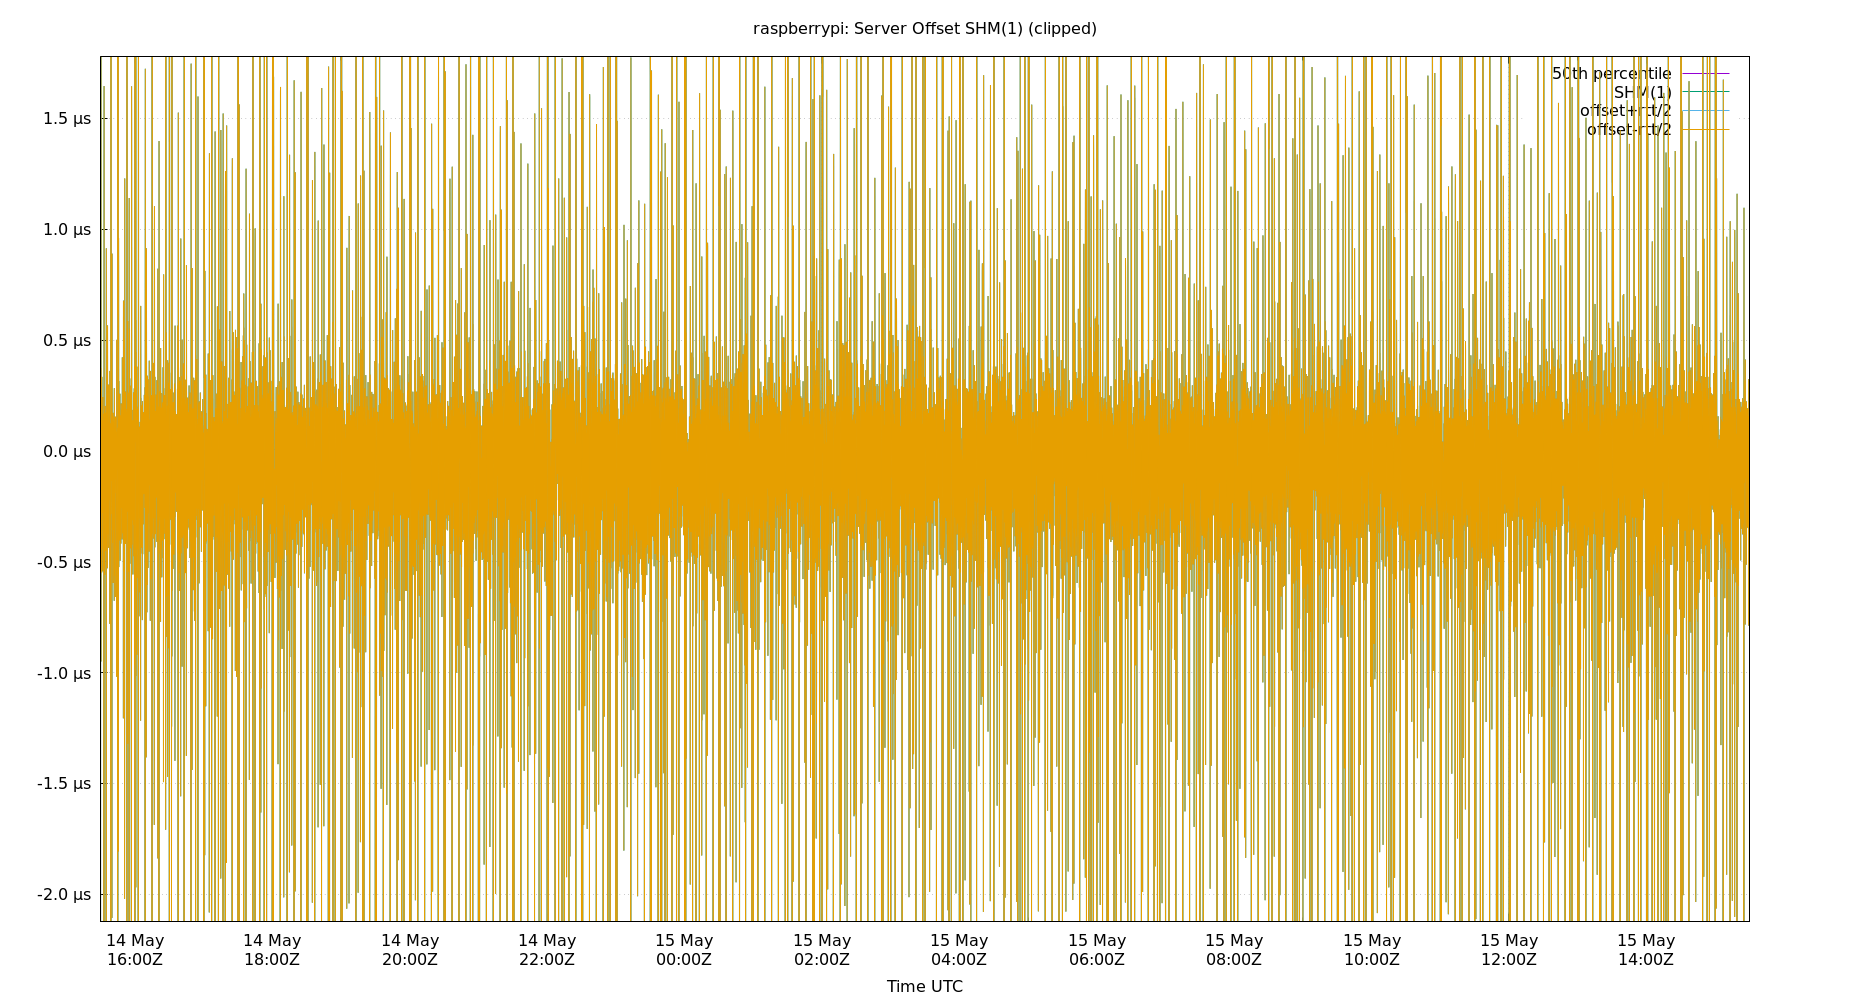 raspberrypi: Server Offset SHM(1) (clipped)
50th percentile
SHM(1)
offset+rtt/2
offset-rtt/2
1.5 µs
1.0 µs
0.5 µs
0.0 µs
-0.5 µs
-1.0 µs
-1.5 µs
-2.0 µs
14 May 14 May 14 May 14 May 15 May 15 May 15 May 15 May 15 May 15 May 15 May 15 May
16:00Z 18:00Z 20:00Z 22:00Z 00:00Z 02:00Z 04:00Z 06:00Z 08:00Z 10:00Z 12:00Z 14:00Z
Time UTC